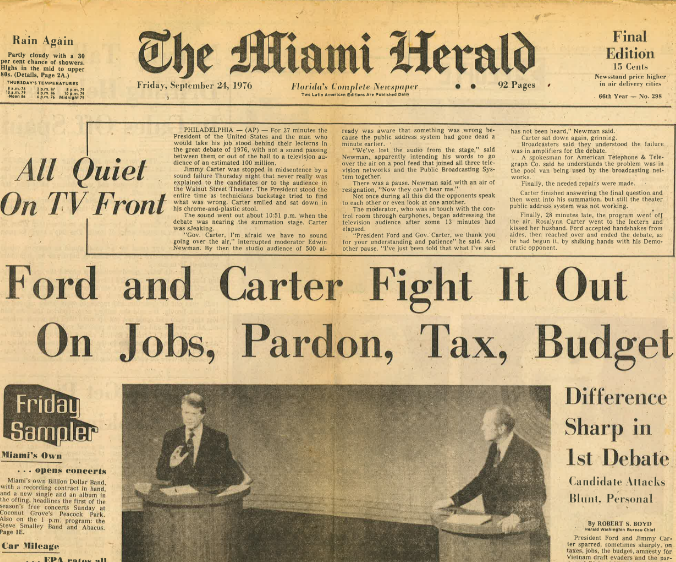 Rain Again
Partly cloudy with a 30
per cent chance of showers.
Highs in the mid to upper
80s. (Details, Page 2A.)
THURSDAY'S TEMPERATURES
The Miami Herald
Friday, September 24, 1976
Florida's Complete Newspaper
Two Latin American Editions Are Published Daily
92 Pages
Final
Edition
15 Cents
Newsstand price higher
in air delivery cities
66th Year — No. 298
All Quiet
On TV Front
PHILADELPHIA — (AP) — For 27 minutes the
President of the United States and the man who
would take his job stood behind their lecterns in
the great debate of 1976, with not a sound passing
between them, or out of the hall to a television au-
dience of an estimated 100 million.
Jimmy Carter was stopped in midsentence by a
sound failure Thursday night that never really was
explained to the candidates or to the audience in
the Walnut Street Theater. The President stood the
entire time as technicians backstage tried to find
what was wrong. Carter smiled and sat down in
his chrome-and-plastic stool.
The sound went out about 10:51 p.m. when the
debate was nearing the summation stage. Carter
was speaking.
"Gov. Carter, I'm afraid we have no sound
going over the air," interrupted moderator Edwin
Newman. By then the studio audience of 500 al-
ready was aware that something was wrong be-
cause the public address system had gone dead a
minute earlier.
"We've lost the audio from the stage," said
Newman, apparently intending his words to go
over the air on a pool feed that joined all three tele-
vision networks and the Public Broadcasting Sys-
tem together.
There was a pause. Newman said with an air of
resignation, "Now they can't hear me."
Not once during all this did the opponents speak
to each other or even look at one another.
The moderator, who was in touch with the con-
trol room through earphones, began addressing the
television audience after some 13 minutes had
elapsed.
"President Ford and Gov. Carter, we thank you
for your understanding and patience" he said. An-
other pause. "I've just been told that what I've said
has not been heard," Newman said.
Carter sat down again, grinning.
Broadcasters said they understood the failure
was in amplifiers for the debate.
A spokesman for American Telephone & Tele-
graph Co. said he understands the problem was in
the pool van being used by the broadcasting net-
works.
Finally, the needed repairs were made.
Carter finished answering the final question and
then went into his summation, but still the theater
public address system was not working.
Finally, 28 minutes late, the program went off
the air. Rosalynn Carter went to the lectern and
kissed her husband. Ford accepted handshakes from
aides, then reached over and ended the debate, as
he had begun it, by shaking hands with his Demo-
cratic opponent.
Ford and Carter Fight It Out
On Jobs, Pardon, Tax, Budget
Friday
Sampler
Miami's Own
. . . opens concerts
Miami's own Billion Dollar Band,
with a recording contract in hand,
and a new single and an album in
the offing, headlines the first of the
season's free concerts Sunday at
Coconut Grove's Peacock Park.
Also on the 1 p.m. program: the
Steve Smalley Band and Abacus.
Car Mileage
. . . EPA rates all
Difference
Sharp in
1st Debate
Candidate Attacks
Blunt, Personal
By ROBERT S. BOYD
Herald Washington Bureau Chief
President Ford and Jimmy Car-
ter sparred, sometimes sharply, on
taxes, jobs, the budget, amnesty for
Vietnam draft evaders and the par-